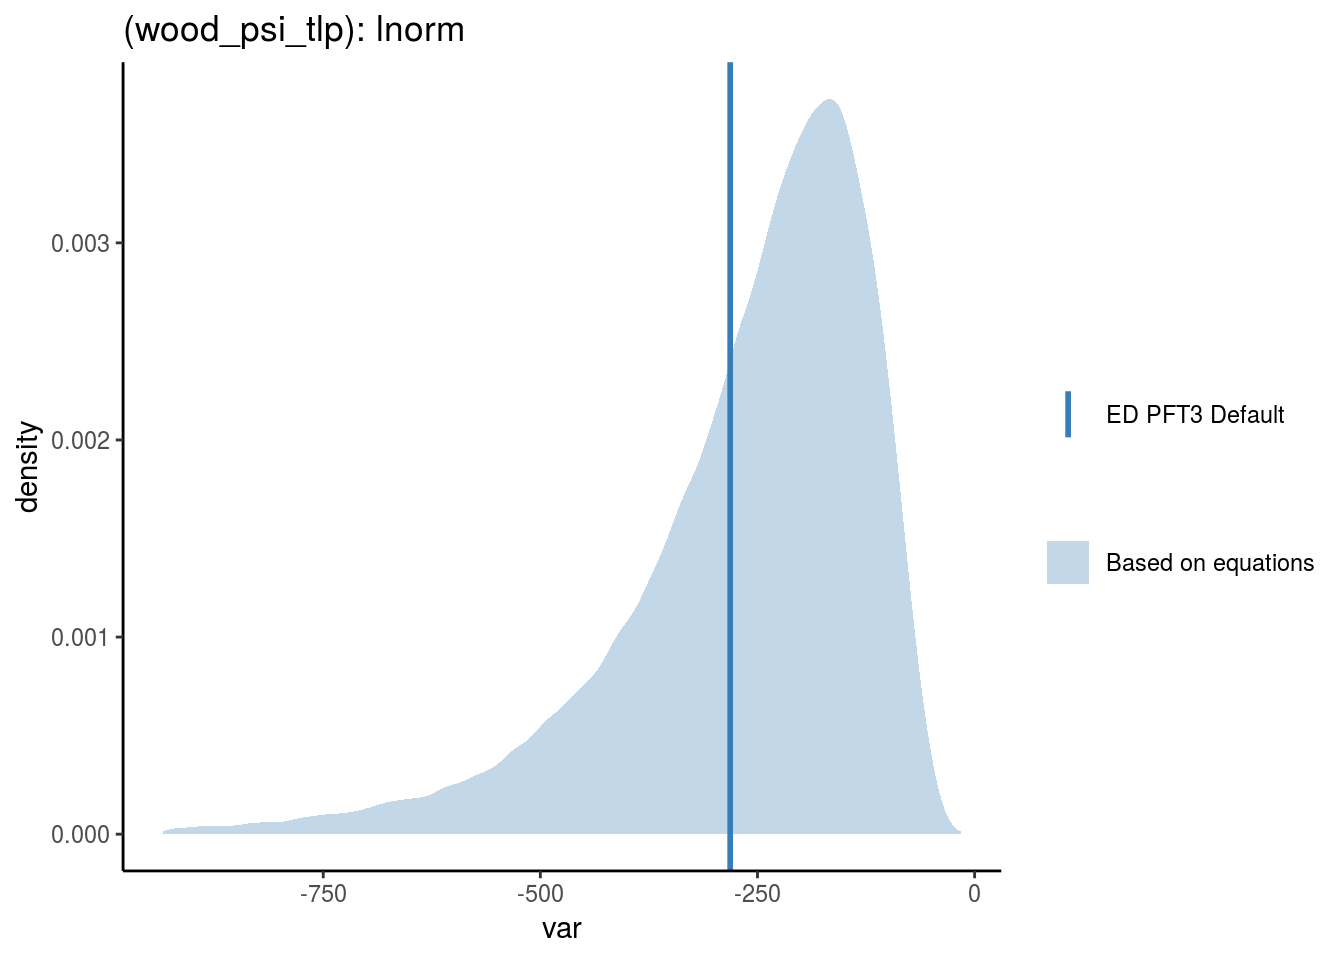 (wood_psi_tlp): lnorm
density
0.003
0.002
0.001
0.000
-750
-500
-250
0
var
ED PFT3 Default
Based on equations